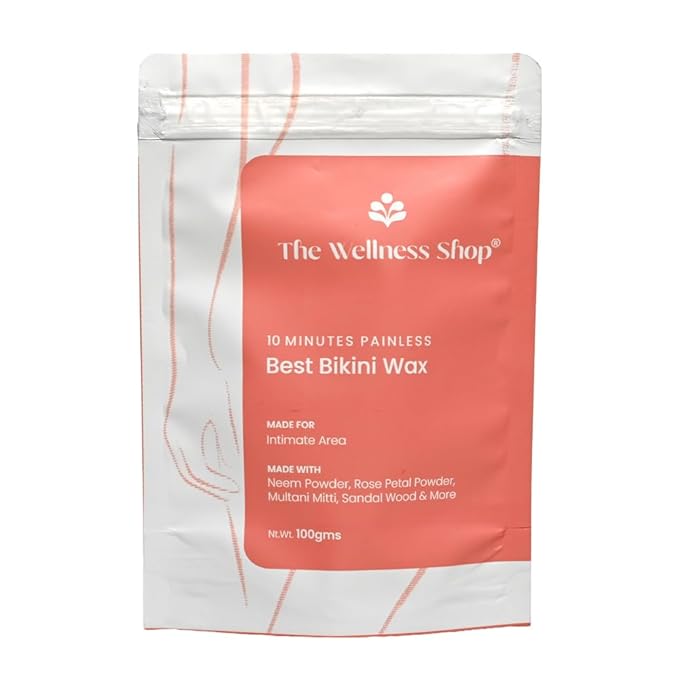 The Wellness Shop®
10 MINUTES PAINLESS
Best Bikini Wax
MADE FOR
Intimate Area
MADE WITH
Neem Powder, Rose Petal Powder,
Multani Mitti, Sandal Wood & More
Nt.Wt. 100gms